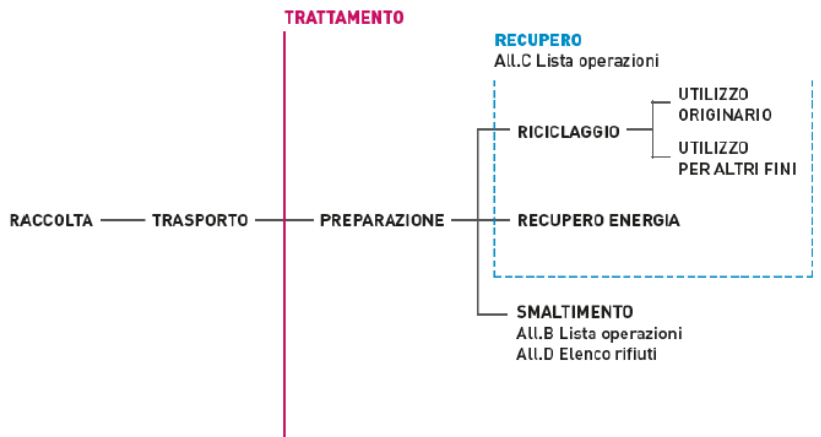 TRATTAMENTO
RECUPERO
All.C Lista operazioni
UTILIZZO
ORIGINARIO
RICICLAGGIO
UTILIZZO
PER ALTRI FINI
RACCOLTA
TRASPORTO
PREPARAZIONE
RECUPERO ENERGIA
SMALTIMENTO
All.B Lista operazioni
All.D Elenco rifiuti